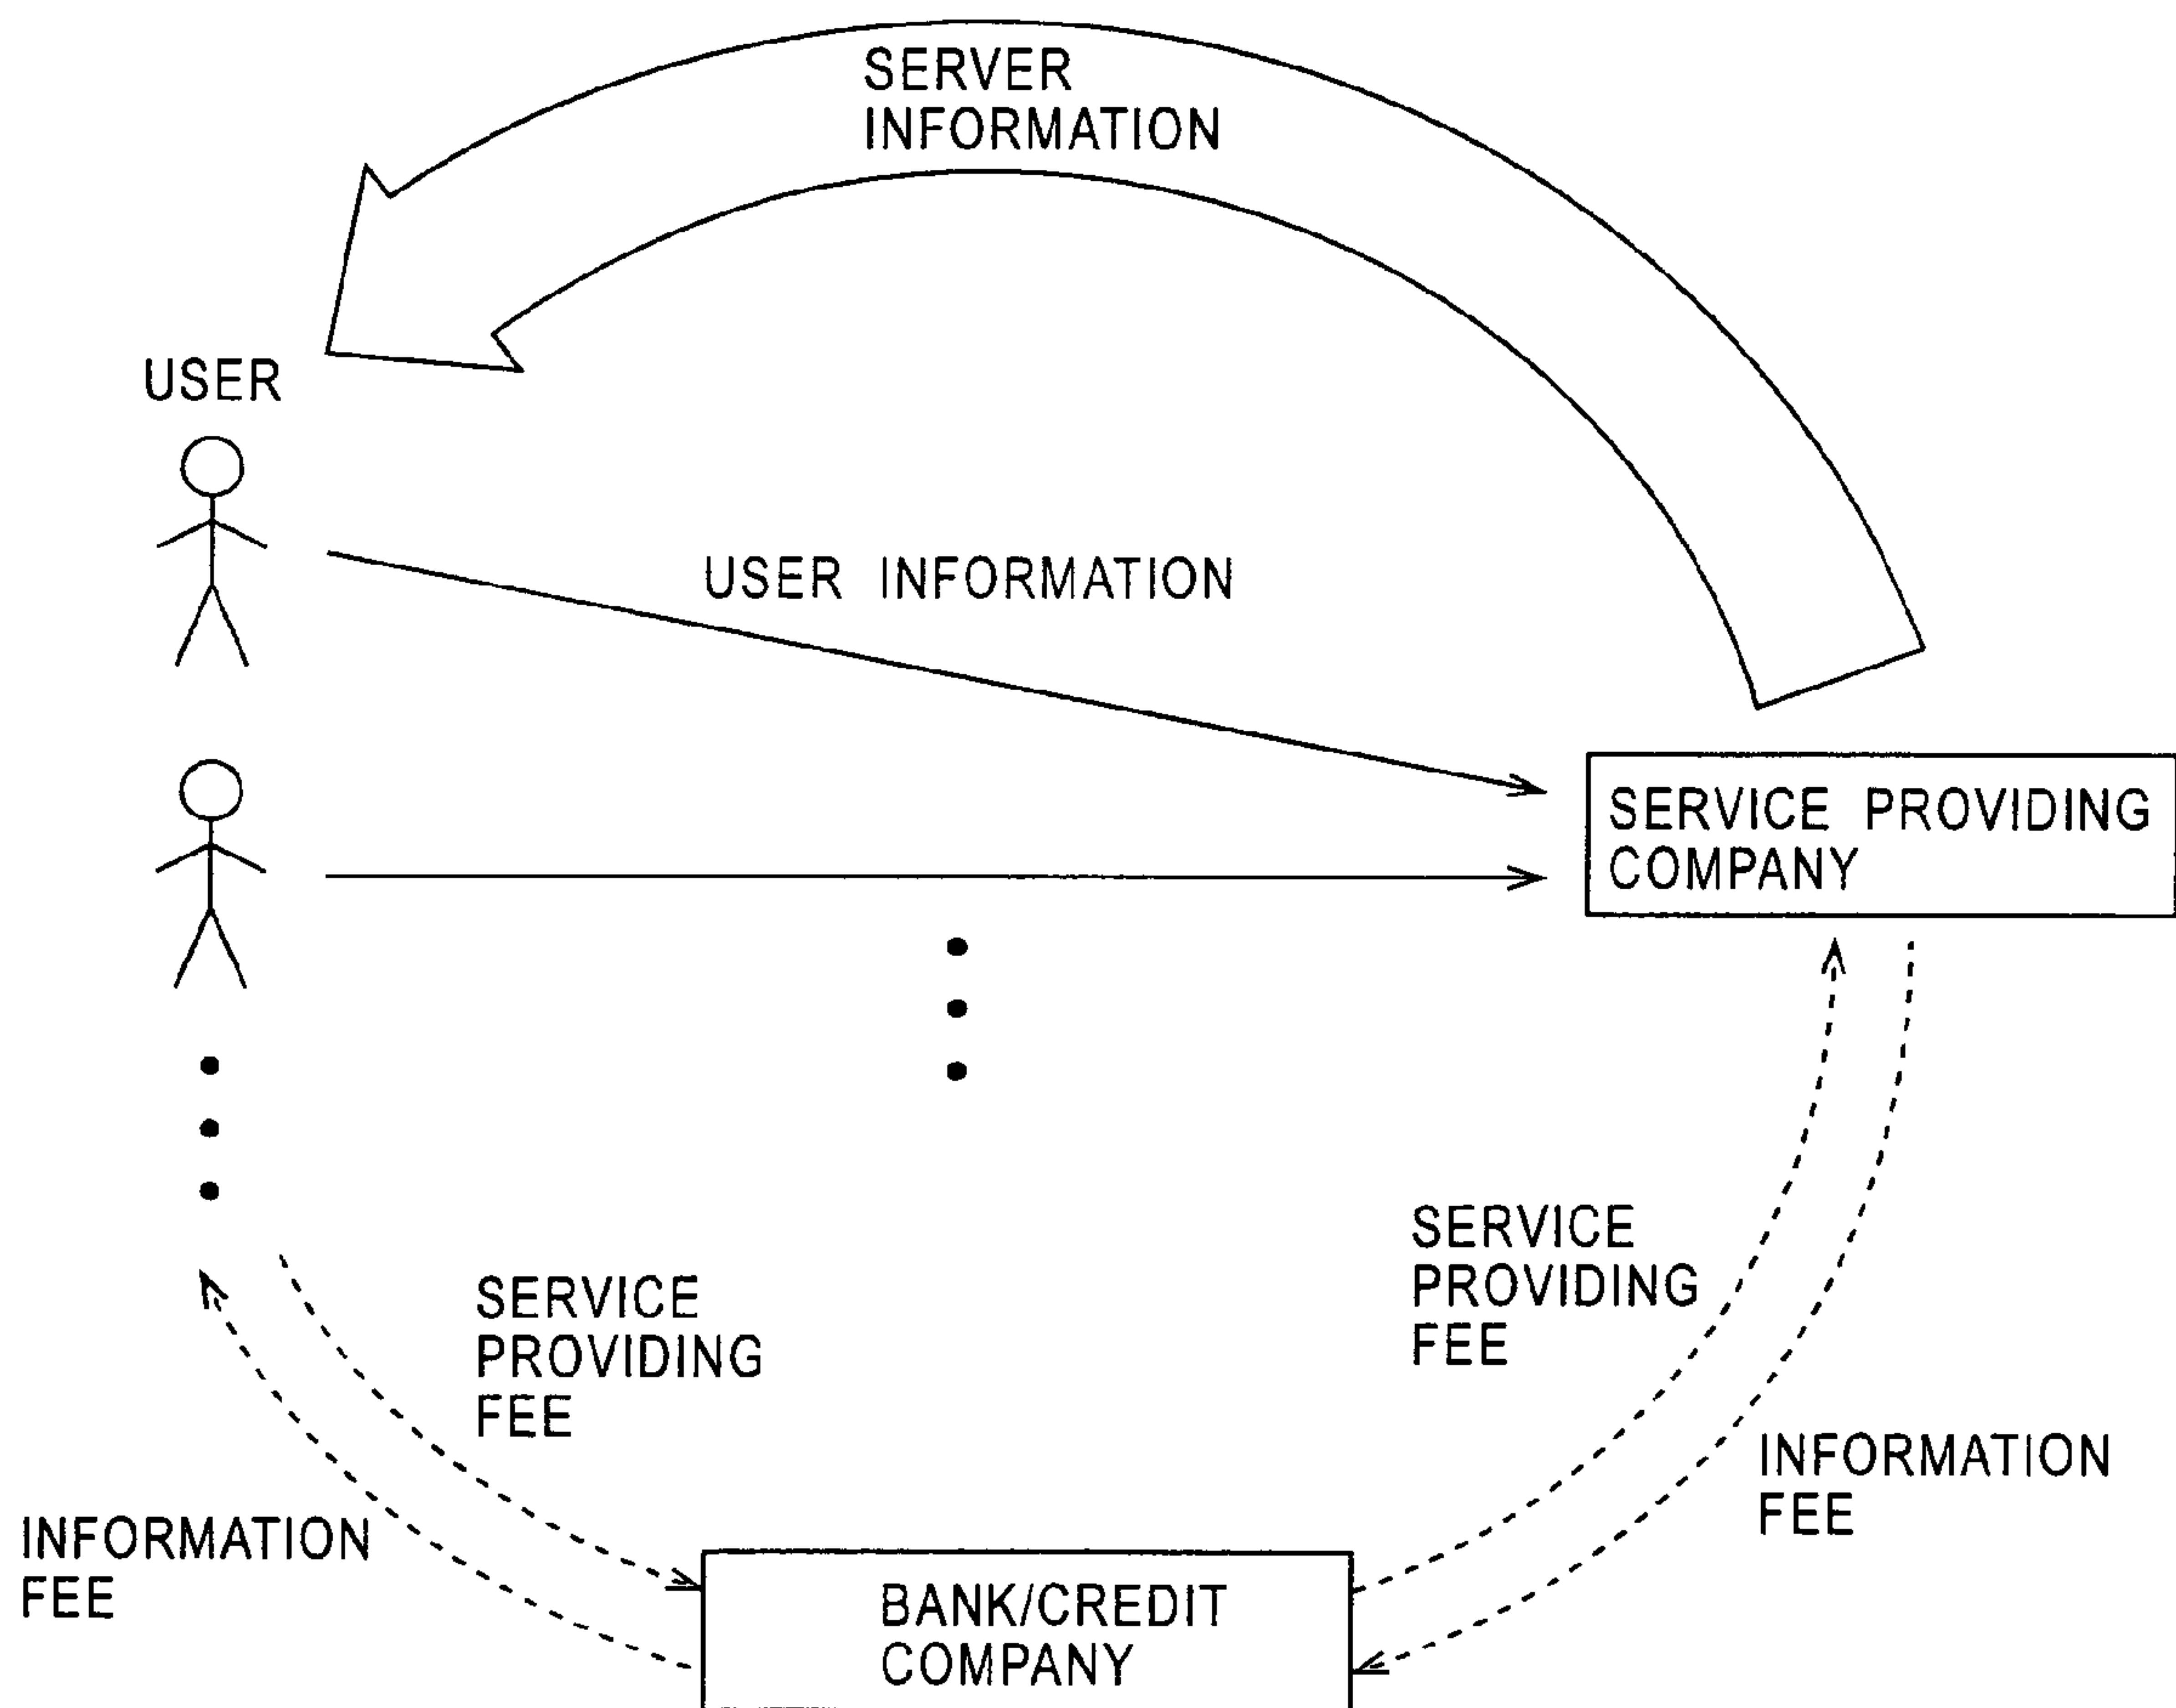 SERVER
INFORMATION
USER
USER INFORMATION
SERVICE PROVIDING
COMPANY
SERVICE
PROVIDING
FEE
SERVICE
PROVIDING
FEE
INFORMATION
FEE
INFORMATION
FEE
BANK/CREDIT
COMPANY